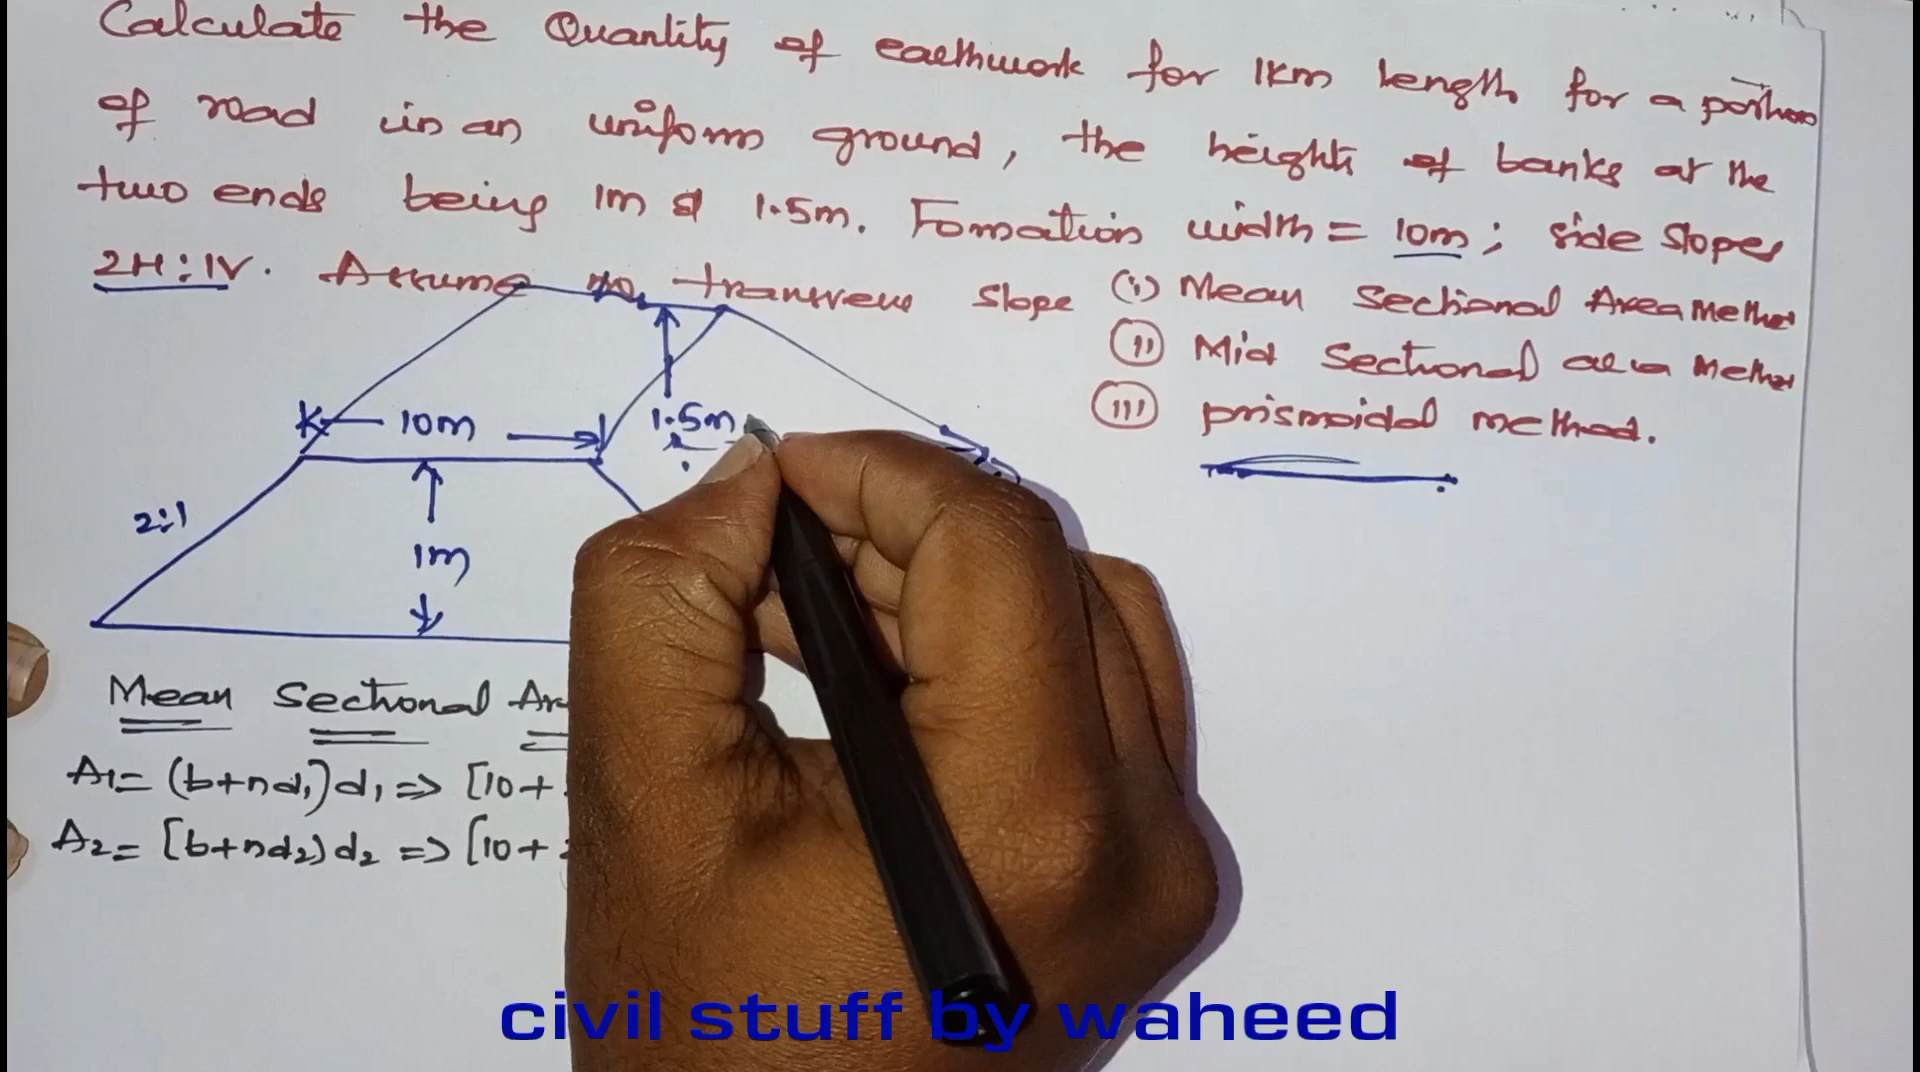 Calculate the Quantity of earthwork for 1km length for a portion
of road in an uniform ground, the heights of banks at the
two ends being 1m & 1.5m. Formation width = 10m; side slopes
2H:1V. Assume no transverse slope (i) Mean Sectional Area Method
(ii) Mid Sectional area Method
(iii) prismoidal method.
10m
1.5m
2:1
1m
Mean Sectional
A1= (b+nd1)d1 => [10+
A2= [b+nd2)d2 => [10+
civil stuff by waheed